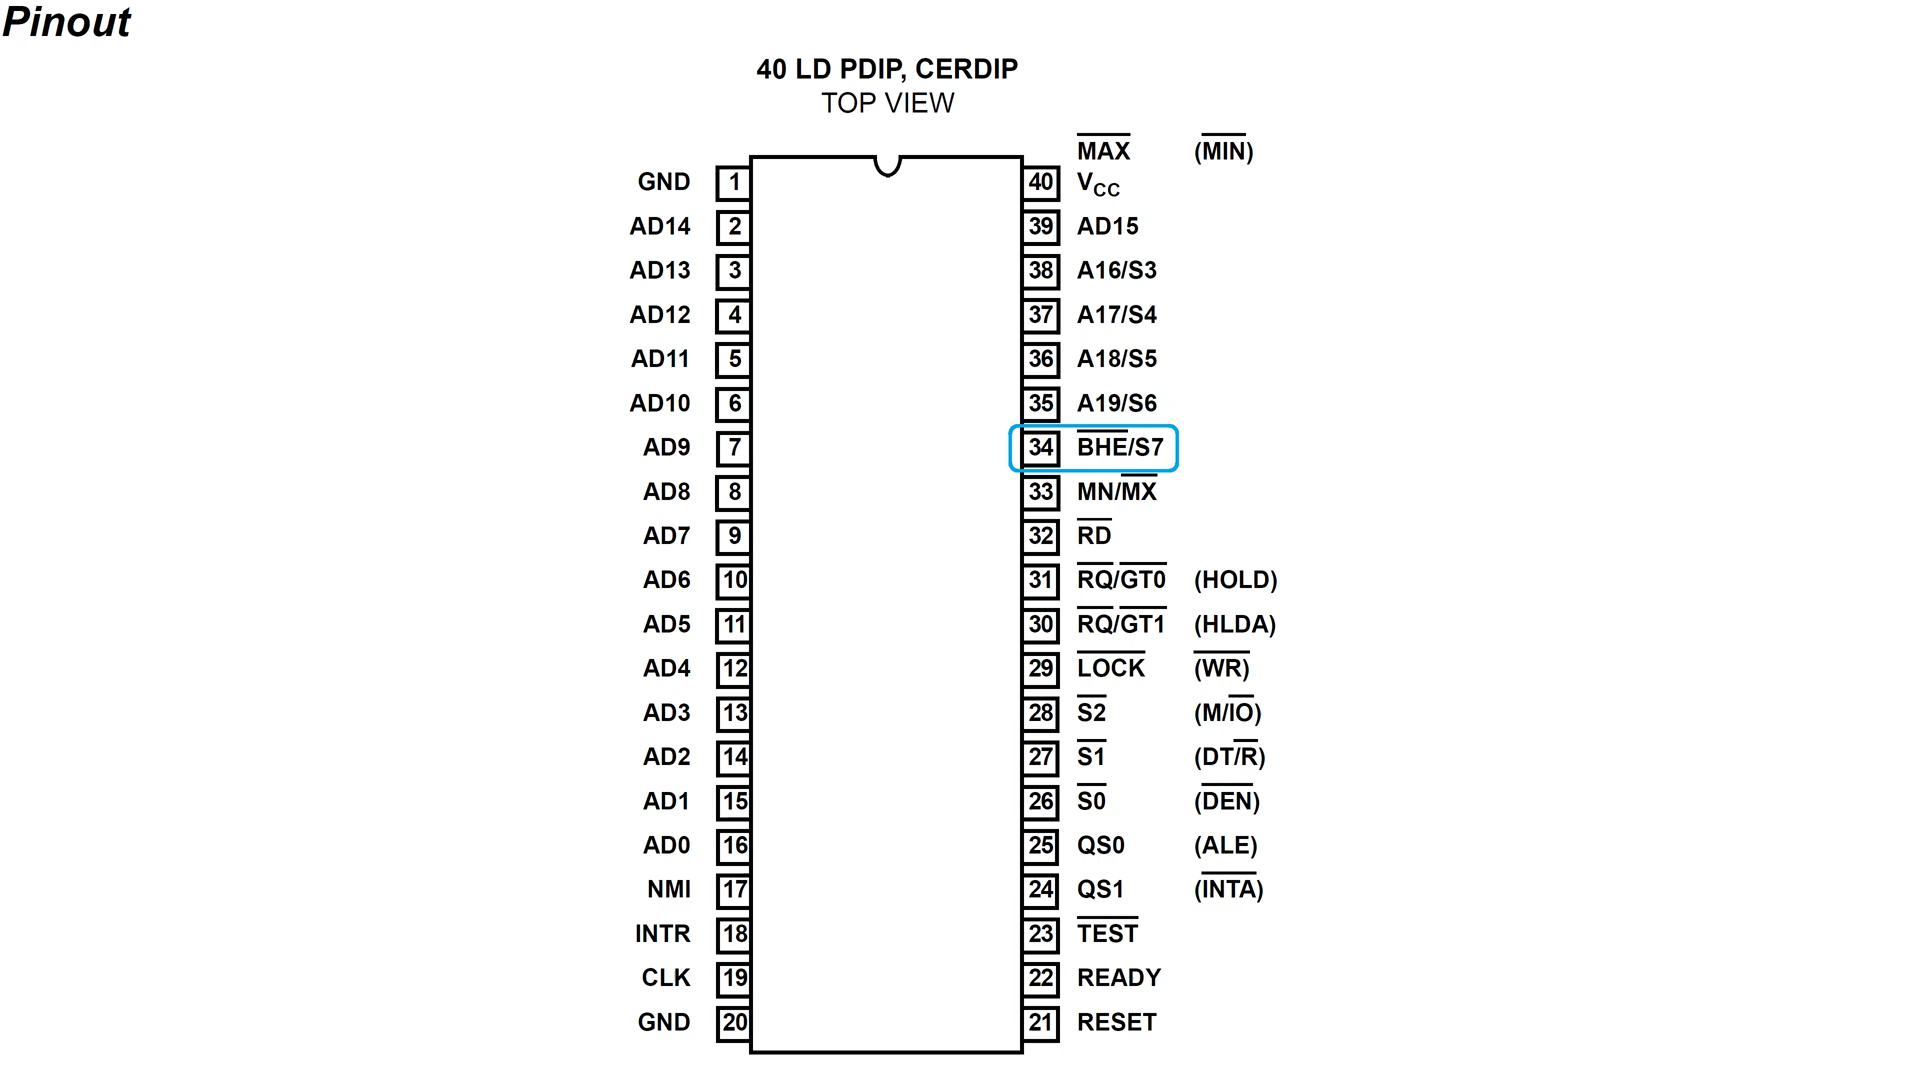 Pinout
40 LD PDIP, CERDIP
TOP VIEW
MAX (MIN)
GND 1 40 VCC
AD14 2 39 AD15
AD13 3 38 A16/S3
AD12 4 37 A17/S4
AD11 5 36 A18/S5
AD10 6 35 A19/S6
AD9 7 34 BHE/S7
AD8 8 33 MN/MX
AD7 9 32 RD
AD6 10 31 RQ/GT0 (HOLD)
AD5 11 30 RQ/GT1 (HLDA)
AD4 12 29 LOCK (WR)
AD3 13 28 S2 (M/IO)
AD2 14 27 S1 (DT/R)
AD1 15 26 S0 (DEN)
AD0 16 25 QS0 (ALE)
NMI 17 24 QS1 (INTA)
INTR 18 23 TEST
CLK 19 22 READY
GND 20 21 RESET